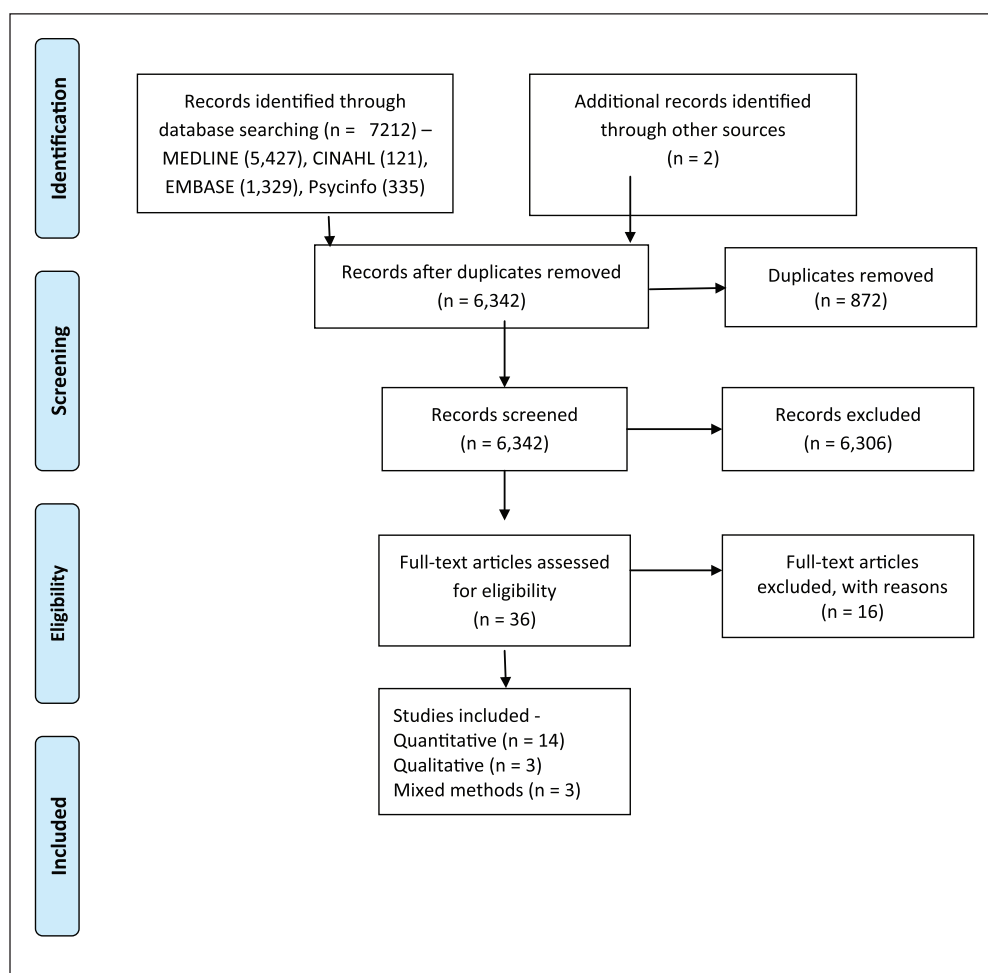 Identification
Records identified through
database searching (n = 7212) –
MEDLINE (5,427), CINAHL (121),
EMBASE (1,329), Psycinfo (335)
Additional records identified
through other sources
(n = 2)
Records after duplicates removed
(n = 6,342)
Duplicates removed
(n = 872)
Screening
Records screened
(n = 6,342)
Records excluded
(n = 6,306)
Eligibility
Full-text articles assessed
for eligibility
(n = 36)
Full-text articles
excluded, with reasons
(n = 16)
Included
Studies included -
Quantitative (n = 14)
Qualitative (n = 3)
Mixed methods (n = 3)